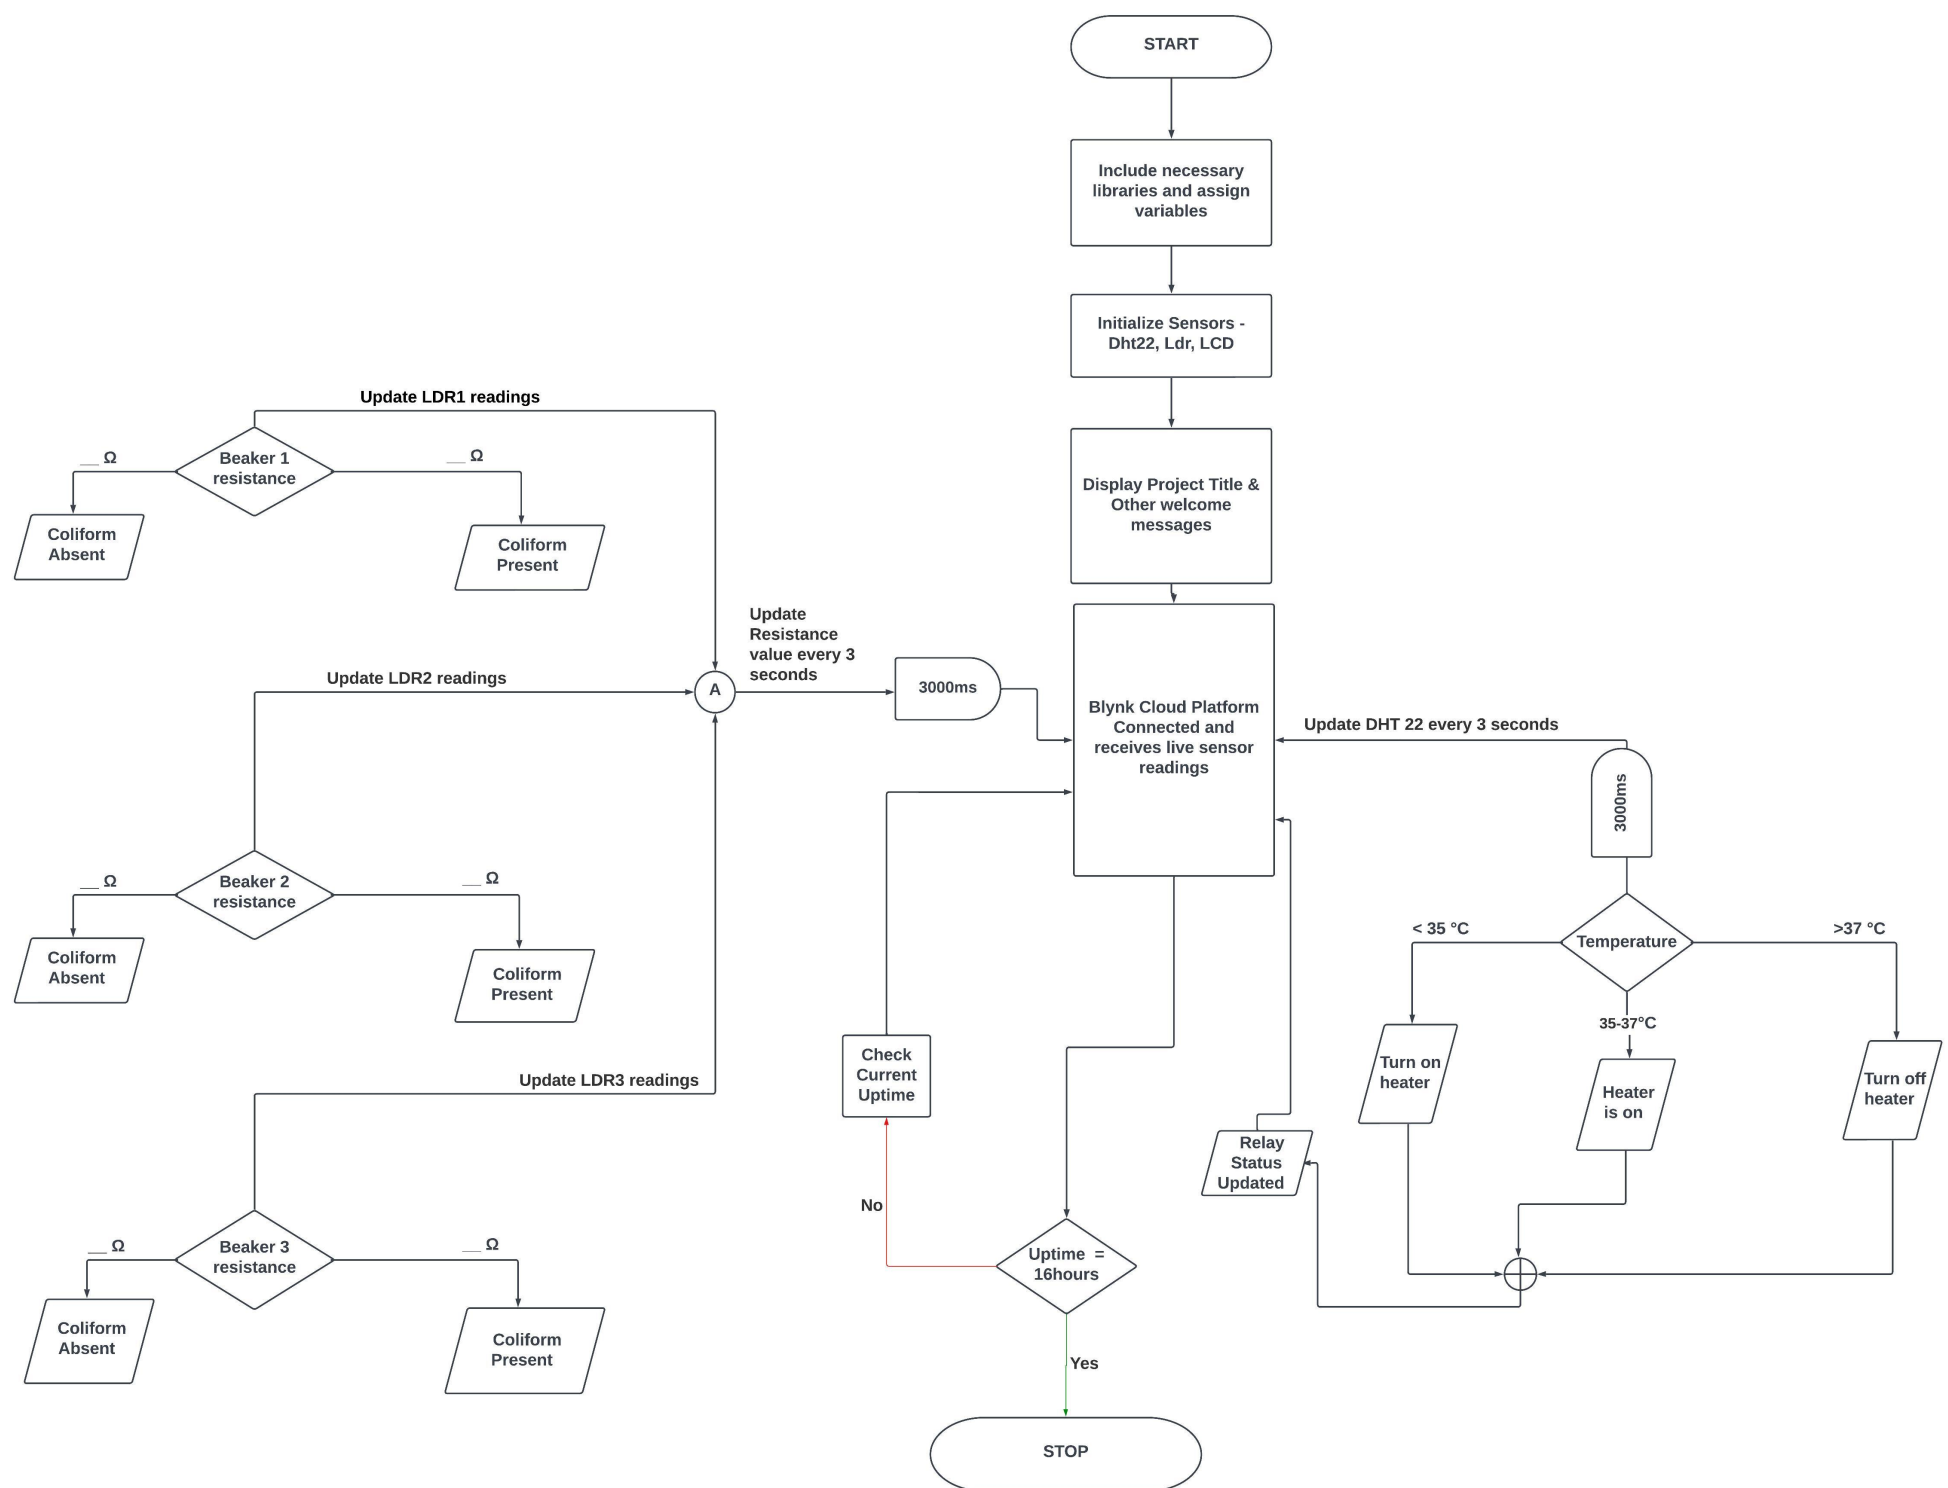 START
Include necessary
libraries and assign
variables
Initialize Sensors -
Dht22, Ldr, LCD
Display Project Title &
Other welcome
messages
Update LDR1 readings
Beaker 1
resistance
__ Ω
__ Ω
Coliform
Absent
Coliform
Present
Update LDR2 readings
A
Update
Resistance
value every 3
seconds
3000ms
Blynk Cloud Platform
Connected and
receives live sensor
readings
Update DHT 22 every 3 seconds
3000ms
Beaker 2
resistance
__ Ω
__ Ω
Coliform
Absent
Coliform
Present
Temperature
< 35 °C
>37 °C
35-37°C
Turn on
heater
Heater
is on
Turn off
heater
Check
Current
Uptime
Update LDR3 readings
Relay
Status
Updated
No
Beaker 3
resistance
__ Ω
__ Ω
Coliform
Absent
Coliform
Present
Uptime =
16hours
Yes
STOP